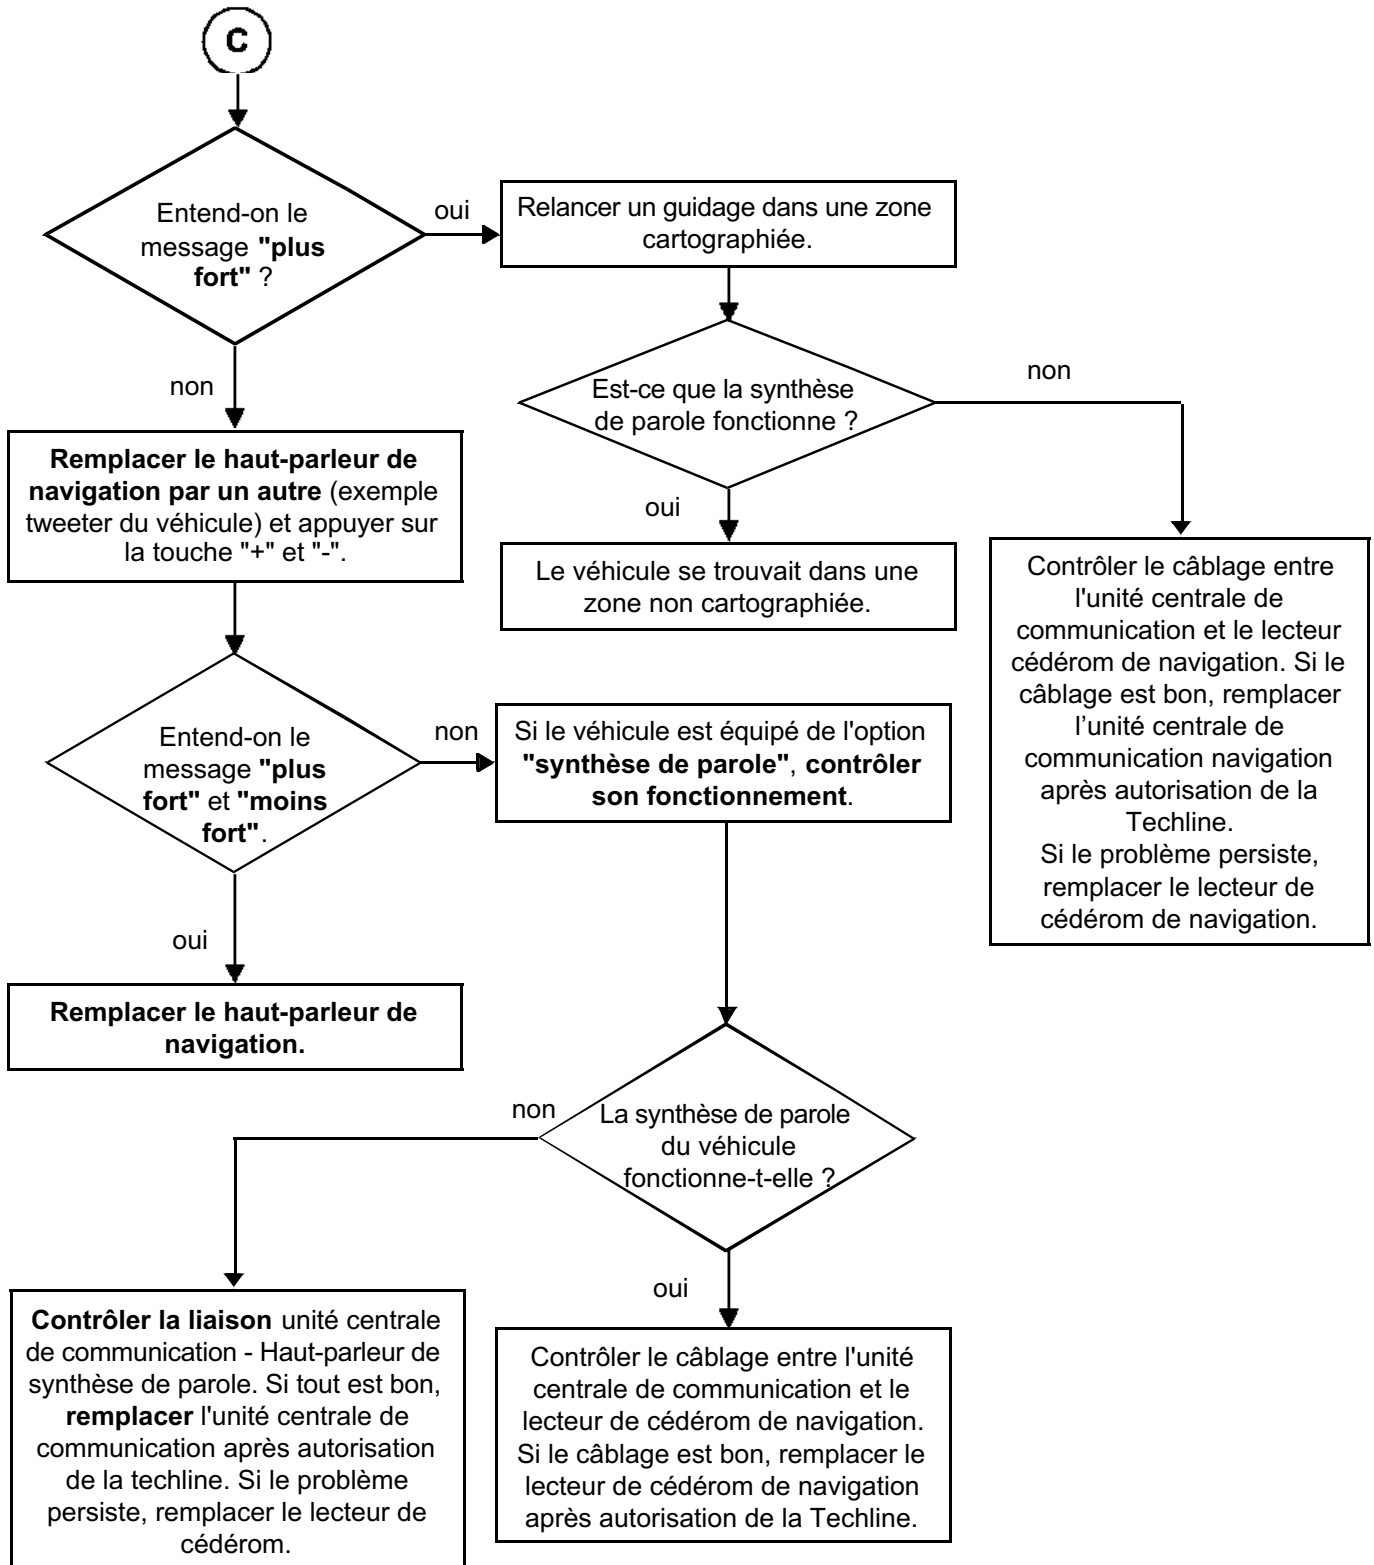 C
Entend-on le
message "plus
fort" ?
oui
Relancer un guidage dans une zone
cartographiée.
non
Est-ce que la synthèse
de parole fonctionne ?
non
Remplacer le haut-parleur de
navigation par un autre (exemple
tweeter du véhicule) et appuyer sur
la touche "+" et "-".
oui
Le véhicule se trouvait dans une
zone non cartographiée.
Contrôler le câblage entre
l'unité centrale de
communication et le lecteur
cédérom de navigation. Si le
câblage est bon, remplacer
l’unité centrale de
communication navigation
après autorisation de la
Techline.
Si le problème persiste,
remplacer le lecteur de
cédérom de navigation.
Entend-on le
message "plus
fort" et "moins
fort".
non
Si le véhicule est équipé de l'option
"synthèse de parole", contrôler
son fonctionnement.
oui
Remplacer le haut-parleur de
navigation.
La synthèse de parole
du véhicule
fonctionne-t-elle ?
non
oui
Contrôler la liaison unité centrale
de communication - Haut-parleur de
synthèse de parole. Si tout est bon,
remplacer l'unité centrale de
communication après autorisation
de la techline. Si le problème
persiste, remplacer le lecteur de
cédérom.
Contrôler le câblage entre l'unité
centrale de communication et le
lecteur de cédérom de navigation.
Si le câblage est bon, remplacer le
lecteur de cédérom de navigation
après autorisation de la Techline.